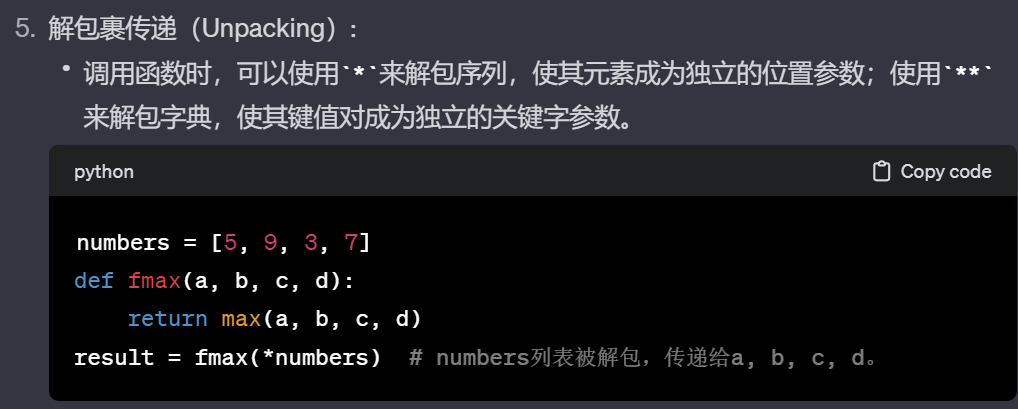 5. 解包裹传递（Unpacking）:
• 调用函数时，可以使用`*`来解包序列，使其元素成为独立的位置参数；使用`**`
来解包字典，使其键值对成为独立的关键字参数。
python Copy code
numbers = [5, 9, 3, 7]
def fmax(a, b, c, d):
    return max(a, b, c, d)
result = fmax(*numbers)  # numbers列表被解包，传递给a, b, c, d。